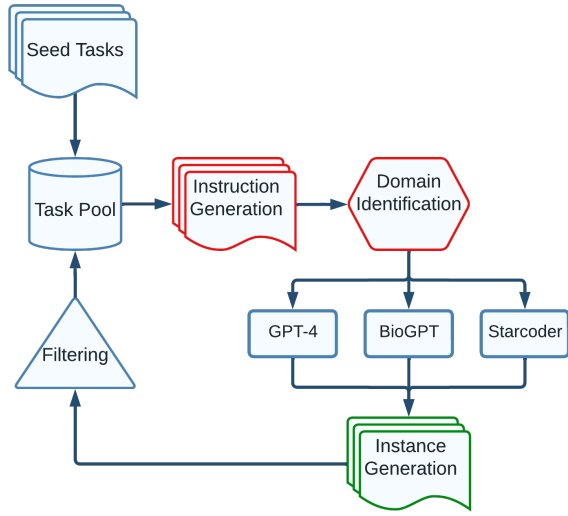 Seed Tasks
Task Pool
Instruction
Generation
Domain
Identification
GPT-4
BioGPT
Starcoder
Filtering
Instance
Generation